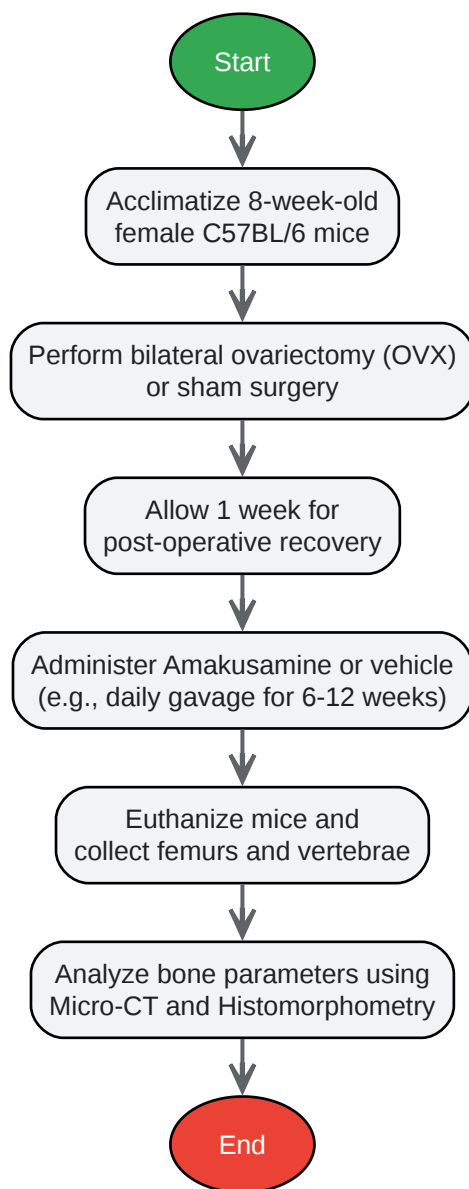 Start
Acclimatize 8-week-old
female C57BL/6 mice
Perform bilateral ovariectomy (OVX)
or sham surgery
Allow 1 week for
post-operative recovery
Administer Amakusamine or vehicle
(e.g., daily gavage for 6-12 weeks)
Euthanize mice and
collect femurs and vertebrae
Analyze bone parameters using
Micro-CT and Histomorphometry
End